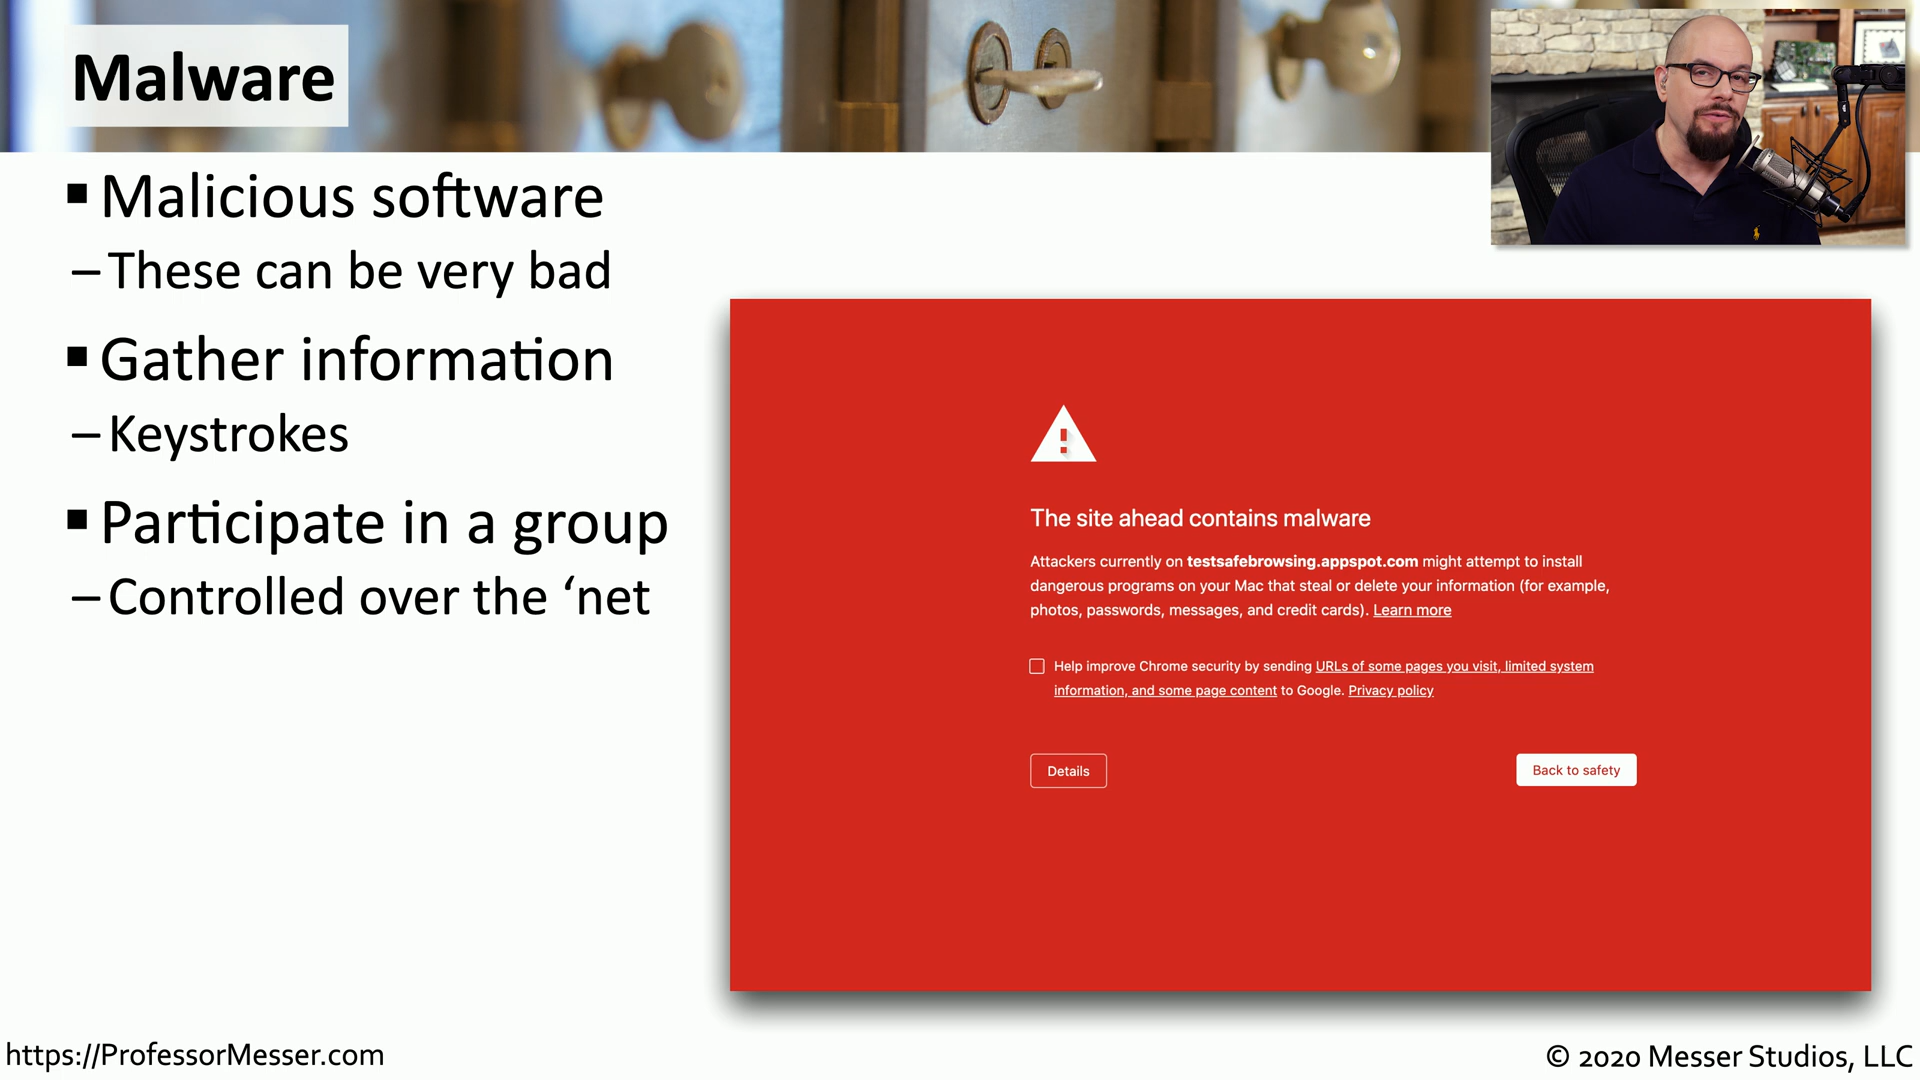 Malware
▪ Malicious software
– These can be very bad
▪ Gather information
– Keystrokes
▪ Participate in a group
– Controlled over the ‘net
The site ahead contains malware
Attackers currently on testsafebrowsing.appspot.com might attempt to install
dangerous programs on your Mac that steal or delete your information (for example,
photos, passwords, messages, and credit cards). Learn more
Help improve Chrome security by sending URLs of some pages you visit, limited system
information, and some page content to Google. Privacy policy
Details
Back to safety
https://ProfessorMesser.com
© 2020 Messer Studios, LLC